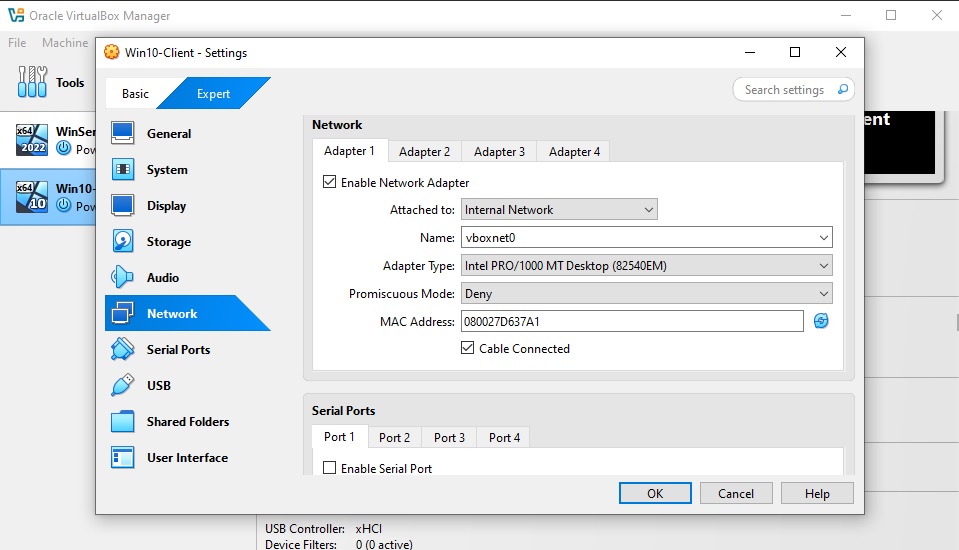 Oracle VirtualBox Manager
File Machine
Win10-Client - Settings
Tools
Basic
Expert
Search settings
x64
2022
WinSer
Pow
x64
10
Win10-
Pow
General
System
Display
Storage
Audio
Network
Serial Ports
USB
Shared Folders
User Interface
Network
Adapter 1 Adapter 2 Adapter 3 Adapter 4
Enable Network Adapter
Attached to: Internal Network
Name: vboxnet0
Adapter Type: Intel PRO/1000 MT Desktop (82540EM)
Promiscuous Mode: Deny
MAC Address: 080027D637A1
Cable Connected
Serial Ports
Port 1 Port 2 Port 3 Port 4
Enable Serial Port
OK Cancel Help
ent
USB Controller: xHCI
Device Filters: 0 (0 active)